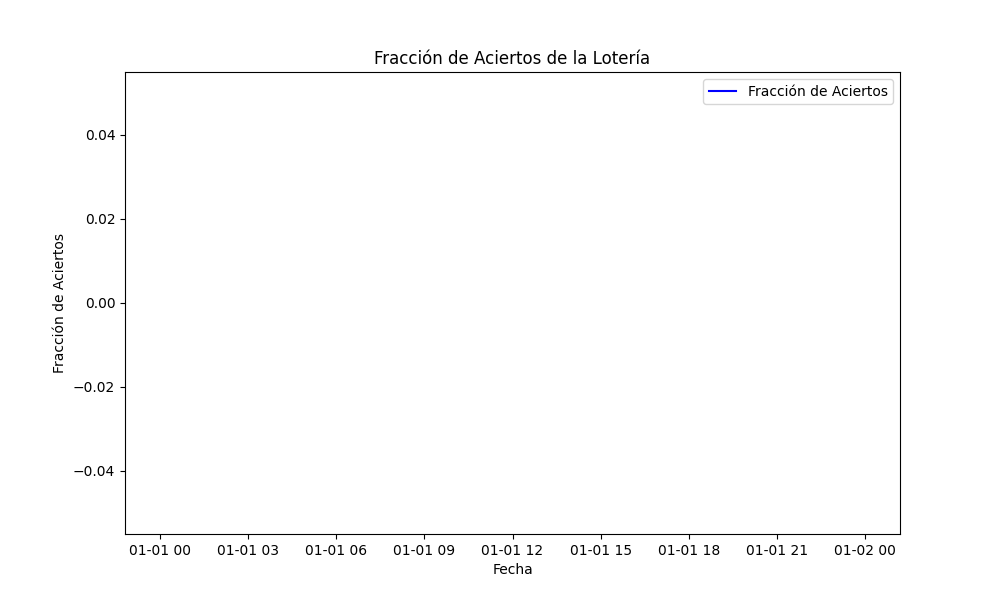 Fracción de Aciertos de la Lotería
Fracción de Aciertos
0.04
0.02
0.00
−0.02
−0.04
Fracción de Aciertos
01-01 00 01-01 03 01-01 06 01-01 09 01-01 12 01-01 15 01-01 18 01-01 21 01-02 00
Fecha